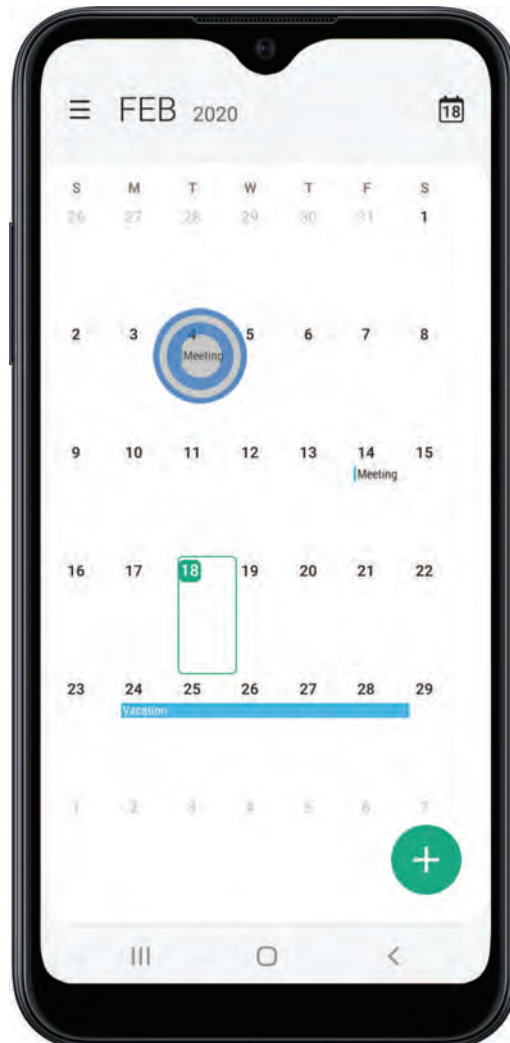 FEB 2020
18
S M T W T F S
26 27 28 29 30 31 1
2 3 4 5 6 7 8
Meeting
9 10 11 12 13 14 15
Meeting
16 17 18 19 20 21 22
23 24 25 26 27 28 29
Vacation
1 2 3 4 5 6 7